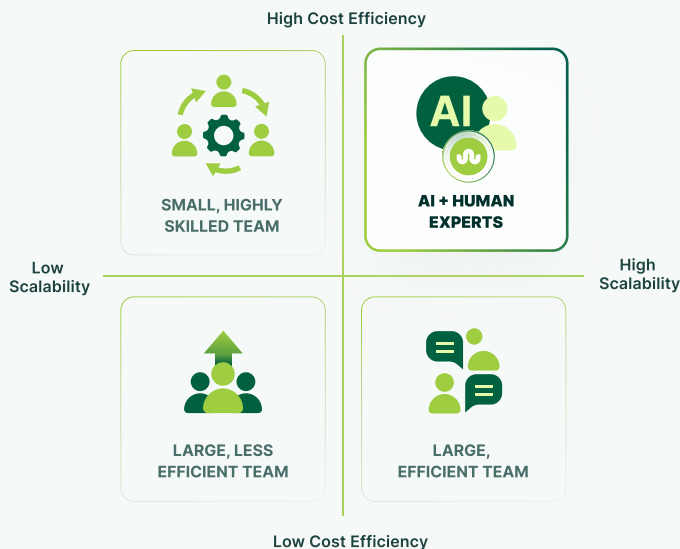 High Cost Efficiency
AI
SMALL, HIGHLY
SKILLED TEAM
AI + HUMAN
EXPERTS
Low
Scalability
High
Scalability
LARGE, LESS
EFFICIENT TEAM
LARGE,
EFFICIENT TEAM
Low Cost Efficiency